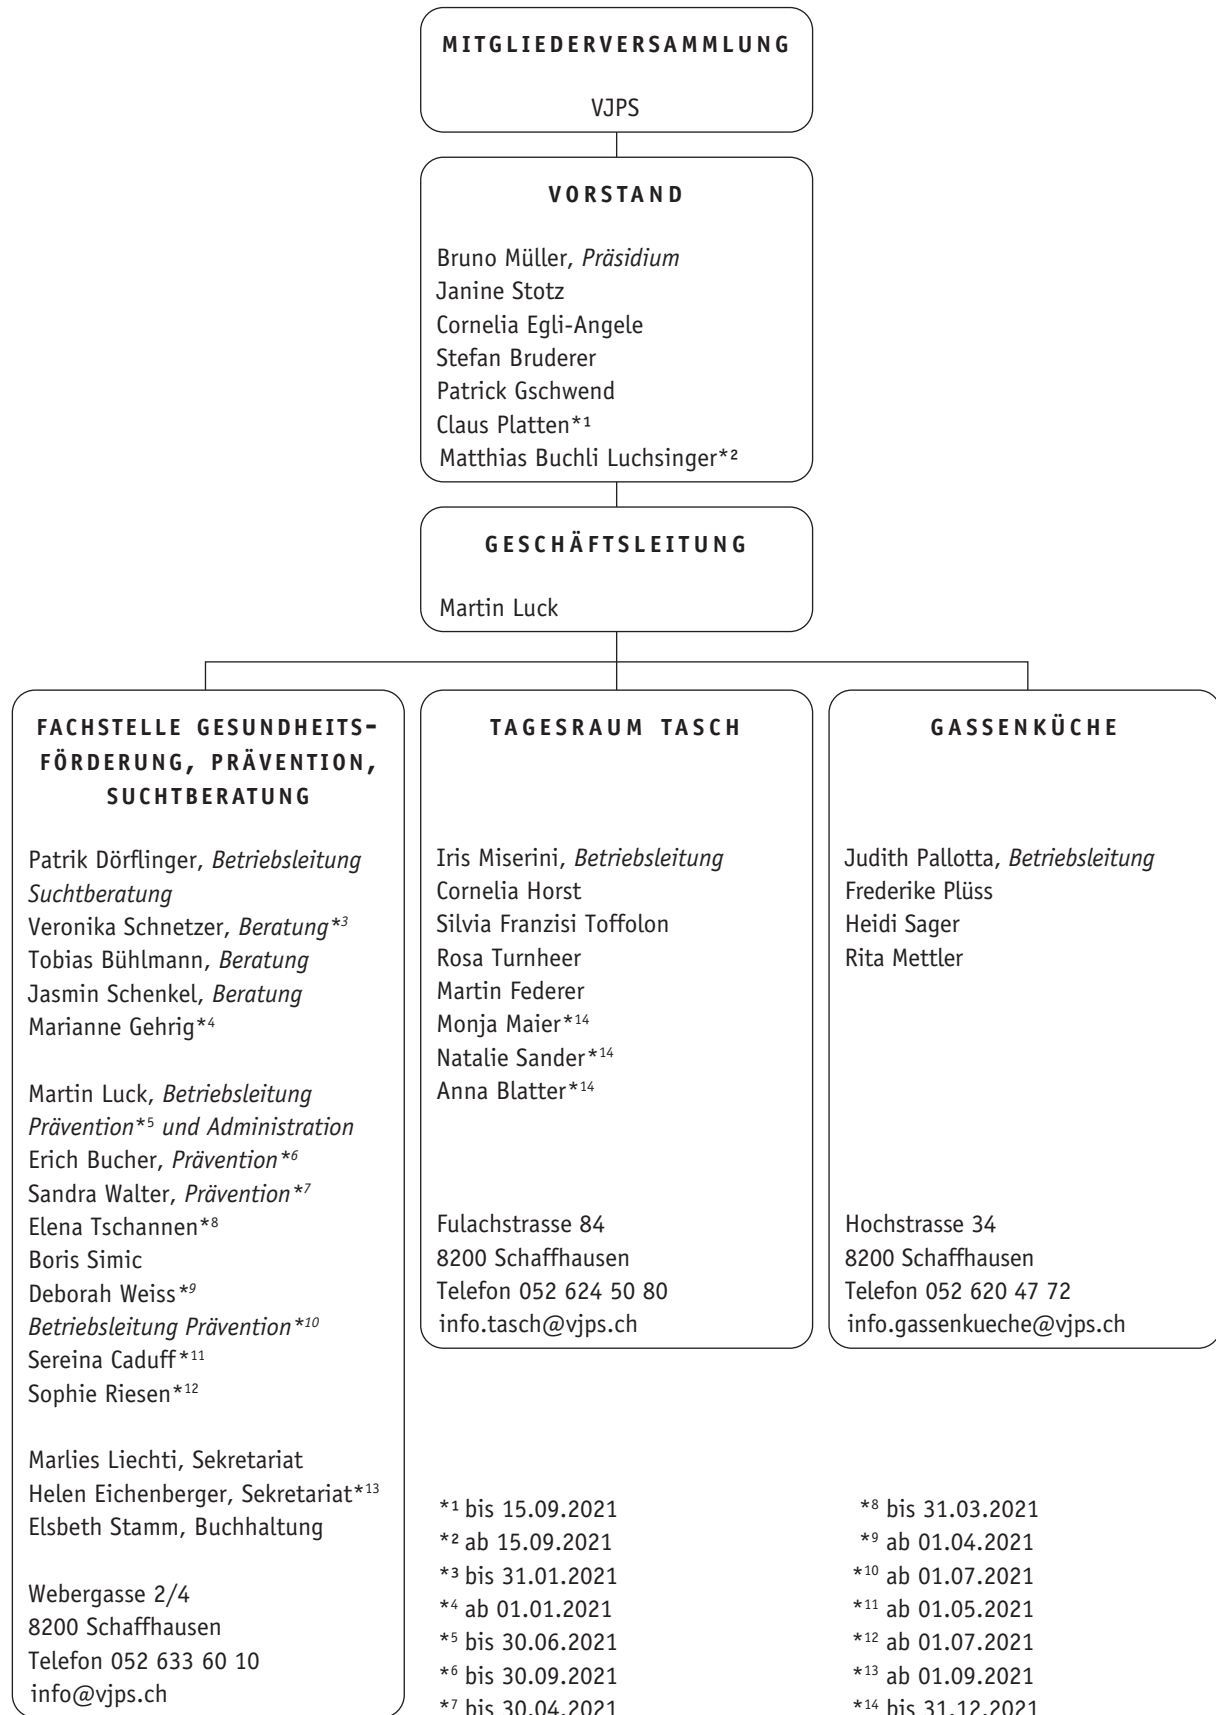 MITGLIEDERVERSAMMLUNG
VJPS
VORSTAND
Bruno Müller, Präsidium
Janine Stotz
Cornelia Egli-Angele
Stefan Bruderer
Patrick Gschwend
Claus Platten*¹
Matthias Buchli Luchsinger*²
GESCHÄFTSLEITUNG
Martin Luck
FACHSTELLE GESUNDHEITS-
FÖRDERUNG, PRÄVENTION,
SUCHTBERATUNG
Patrik Dörflinger, Betriebsleitung
Suchtberatung
Veronika Schnetzer, Beratung*³
Tobias Bühlmann, Beratung
Jasmin Schenkel, Beratung
Marianne Gehrig*⁴
Martin Luck, Betriebsleitung
Prävention*⁵ und Administration
Erich Bucher, Prävention*⁶
Sandra Walter, Prävention*⁷
Elena Tschannen*⁸
Boris Simic
Deborah Weiss*⁹
Betriebsleitung Prävention*¹⁰
Sereina Caduff*¹¹
Sophie Riesen*¹²
Marlies Liechti, Sekretariat
Helen Eichenberger, Sekretariat*¹³
Elsbeth Stamm, Buchhaltung
Webergasse 2/4
8200 Schaffhausen
Telefon 052 633 60 10
info@vjps.ch
TAGESRAUM TASCH
Iris Miserini, Betriebsleitung
Cornelia Horst
Silvia Franzisi Toffolon
Rosa Turnheer
Martin Federer
Monja Maier*¹⁴
Natalie Sander*¹⁴
Anna Blatter*¹⁴
Fulachstrasse 84
8200 Schaffhausen
Telefon 052 624 50 80
info.tasch@vjps.ch
GASSENKÜCHE
Judith Pallotta, Betriebsleitung
Frederike Plüss
Heidi Sager
Rita Mettler
Hochstrasse 34
8200 Schaffhausen
Telefon 052 620 47 72
info.gassenkueche@vjps.ch
*¹ bis 15.09.2021
*² ab 15.09.2021
*³ bis 31.01.2021
*⁴ ab 01.01.2021
*⁵ bis 30.06.2021
*⁶ bis 30.09.2021
*⁷ bis 30.04.2021
*⁸ bis 31.03.2021
*⁹ ab 01.04.2021
*¹⁰ ab 01.07.2021
*¹¹ ab 01.05.2021
*¹² ab 01.07.2021
*¹³ ab 01.09.2021
*¹⁴ bis 31.12.2021